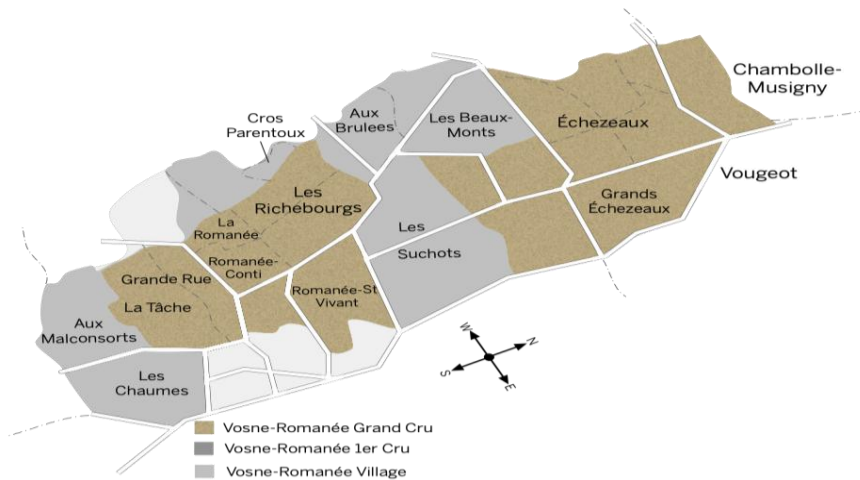 Chambolle-
Musigny
Cros
Parentoux
Aux
Brulees
Les Beaux-
Monts
Échezeaux
Vougeot
Les
Richebourgs
Grands
Échezeaux
La
Romanée
Les
Suchots
Romanée-
Conti
Grande Rue
Romanée-St
Vivant
La Tâche
Aux
Malconsorts
Les
Chaumes
W
N
S
E
Vosne-Romanée Grand Cru
Vosne-Romanée 1er Cru
Vosne-Romanée Village